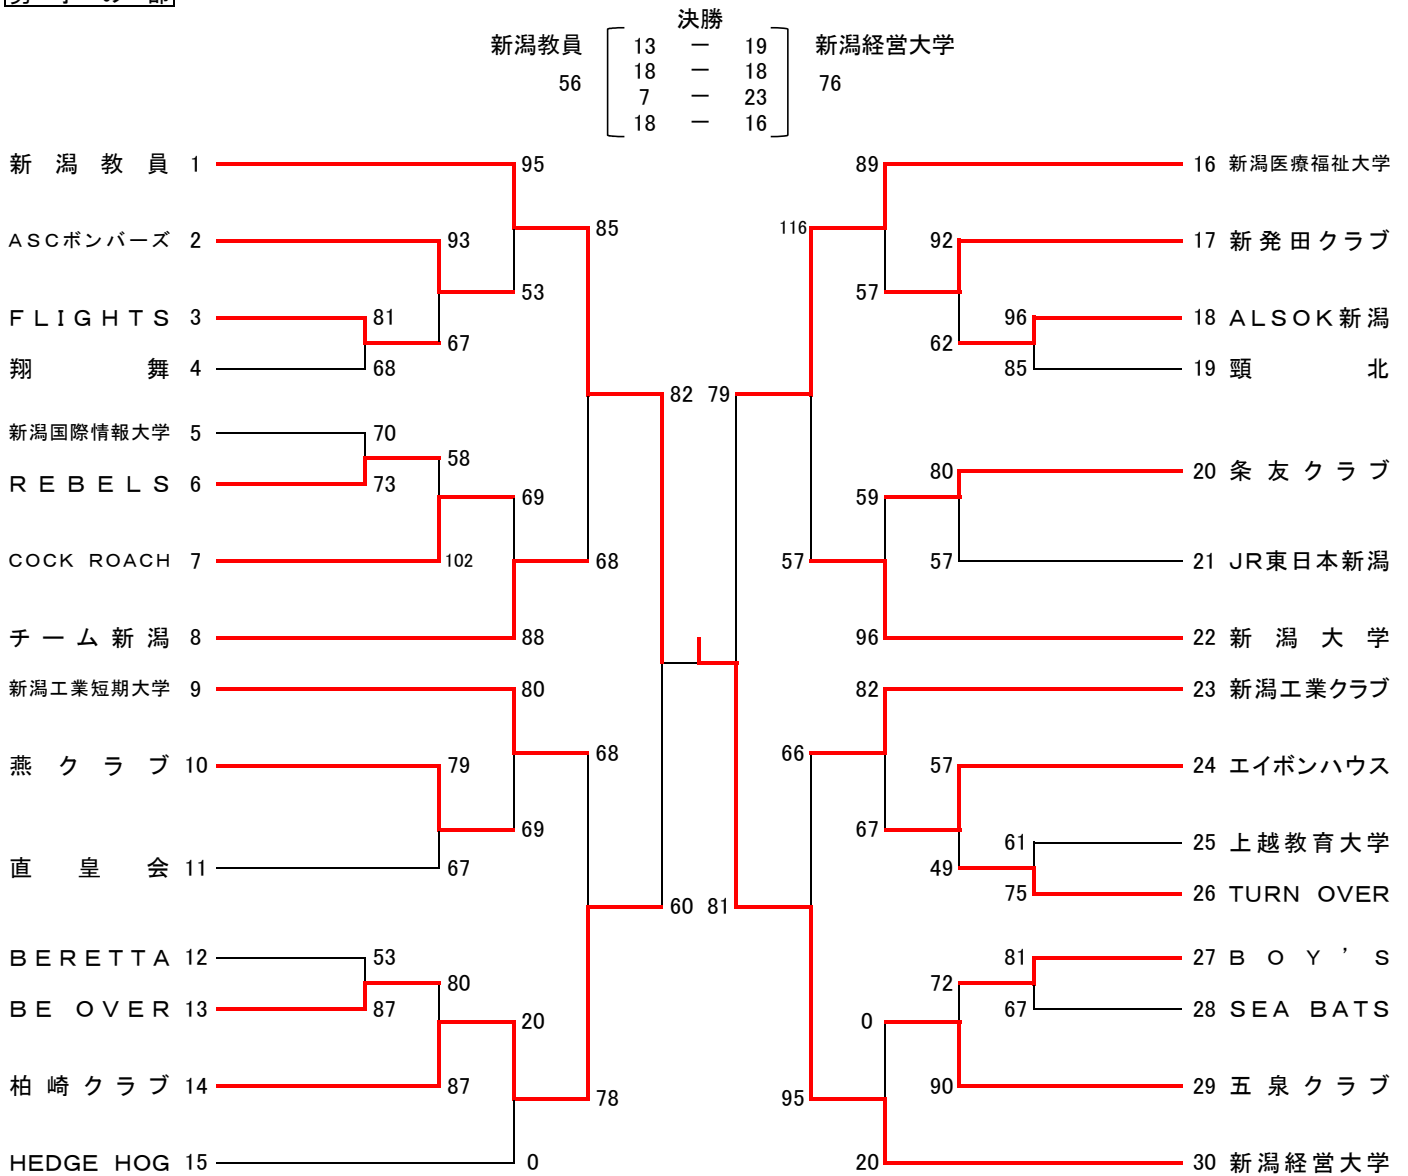 決勝
新潟教員 13 ー 19 新潟経営大学
18 ー 18
56 7 ー 23 76
18 ー 16
新潟教員 1 95 89 16 新潟医療福祉大学
85 116
ASCボンバーズ 2 93 92 17 新発田クラブ
53 57
FLIGHTS 3 81 96 18 ALSOK新潟
67 62
翔舞 4 68 85 19 頸北
82 79
新潟国際情報大学 5 70
58 80 20 条友クラブ
REBELS 6 73
69 59
COCK ROACH 7 102 68 57 57 21 JR東日本新潟
チーム新潟 8 88 96 22 新潟大学
新潟工業短期大学 9 80 82 23 新潟工業クラブ
68 66
燕クラブ 10 79 57 24 エイボンハウス
69 67
61 25 上越教育大学
直皇会 11 67 49
75 26 TURN OVER
60 81
BERETTA 12 53 81 27 BOY'S
80 72
BE OVER 13 87 67 28 SEA BATS
20 0
柏崎クラブ 14 87 90 29 五泉クラブ
78 95
HEDGE HOG 15 0 20 30 新潟経営大学